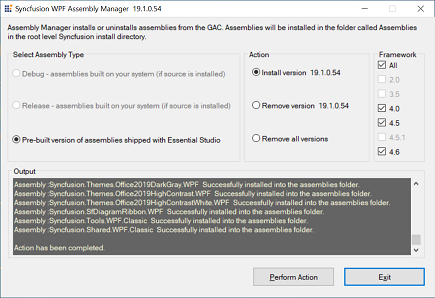 Syncfusion WPF Assembly Manager 19.1.0.54
Assembly Manager installs or uninstalls assemblies from the GAC. Assemblies will be installed in the folder called Assemblies
in the root level Syncfusion install directory.
Select Assembly Type
Debug - assemblies built on your system (if source is installed)
Release - assemblies built on your system (if source is installed)
Pre-built version of assemblies shipped with Essential Studio
Action
Install version 19.1.0.54
Remove version 19.1.0.54
Remove all versions
Framework
All
2.0
3.5
4.0
4.5
4.5.1
4.6
Output
Assembly :Syncfusion.Themes.Office2019DarkGray.WPF Successfully installed into the assemblies folder.
Assembly :Syncfusion.Themes.Office2019HighContrast.WPF Successfully installed into the assemblies folder.
Assembly :Syncfusion.Themes.Office2019HighContrastWhite.WPF Successfully installed into the assemblies folder.
Assembly :Syncfusion.SfDiagramRibbon.WPF Successfully installed into the assemblies folder.
Assembly :Syncfusion.Tools.WPF.Classic Successfully installed into the assemblies folder.
Assembly :Syncfusion.Shared.WPF.Classic Successfully installed into the assemblies folder.
Action has been completed.
Perform Action
Exit